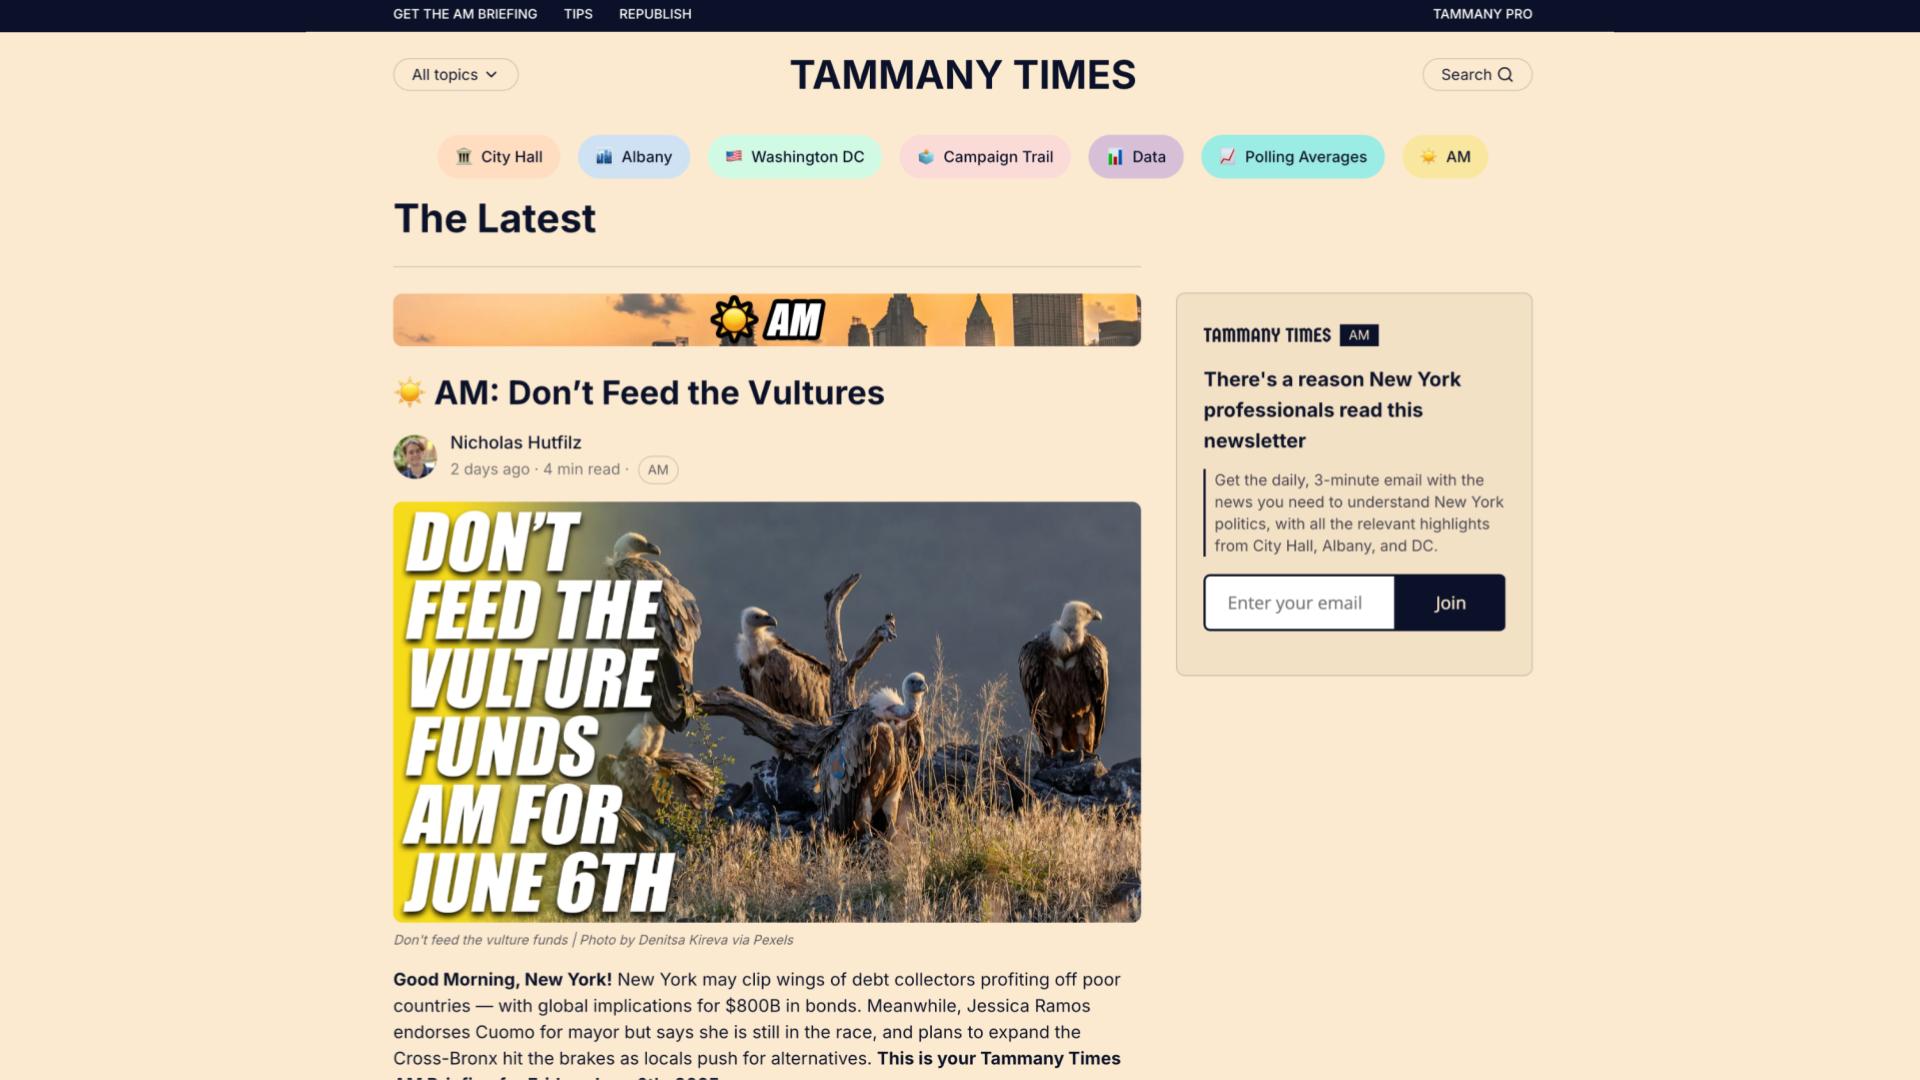 GET THE AM BRIEFING TIPS REPUBLISH TAMMANY PRO
All topics TAMMANY TIMES Search
City Hall Albany Washington DC Campaign Trail Data Polling Averages AM
The Latest
AM
AM: Don’t Feed the Vultures
Nicholas Hutfilz
2 days ago · 4 min read · AM
DON’T
FEED THE
VULTURE
FUNDS
AM FOR
JUNE 6TH
Don't feed the vulture funds | Photo by Denitsa Kireva via Pexels
Good Morning, New York! New York may clip wings of debt collectors profiting off poor
countries — with global implications for $800B in bonds. Meanwhile, Jessica Ramos
endorses Cuomo for mayor but says she is still in the race, and plans to expand the
Cross-Bronx hit the brakes as locals push for alternatives. This is your Tammany Times
TAMMANY TIMES AM
There's a reason New York
professionals read this
newsletter
Get the daily, 3-minute email with the
news you need to understand New York
politics, with all the relevant highlights
from City Hall, Albany, and DC.
Enter your email Join